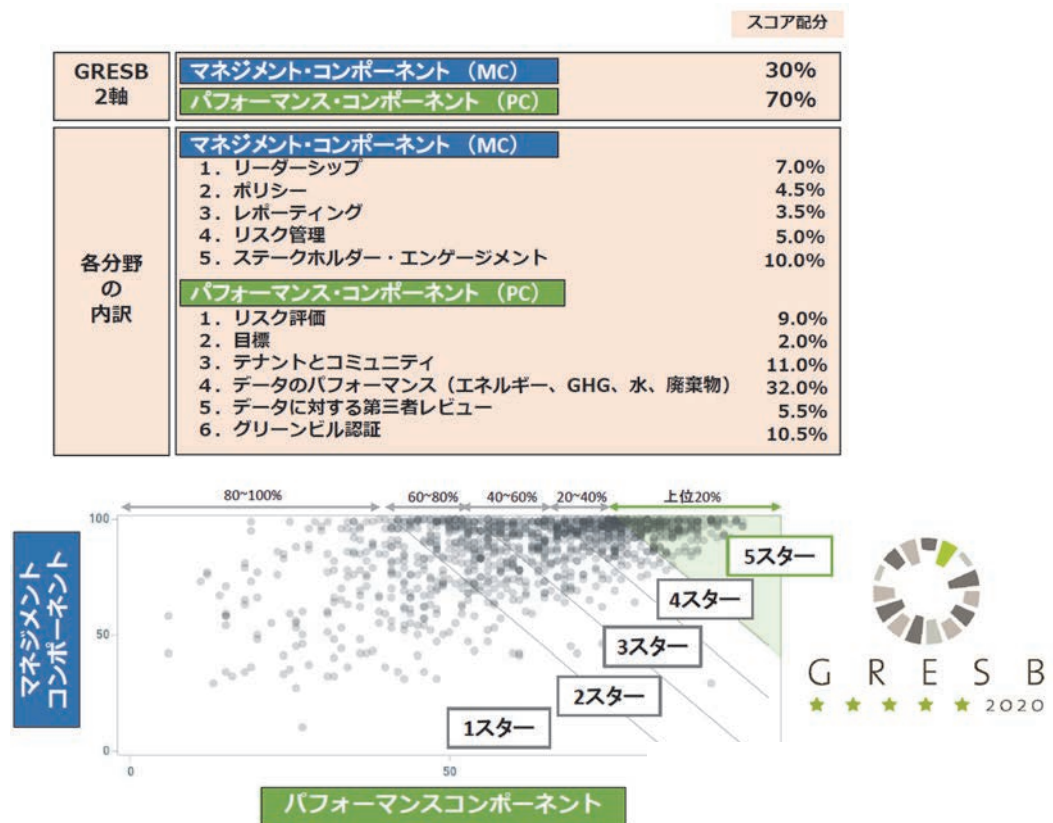 スコア配分
GRESB
2軸
マネジメント・コンポーネント （MC） 30%
パフォーマンス・コンポーネント （PC） 70%
各分野
の
内訳
マネジメント・コンポーネント （MC）
1．リーダーシップ 7.0%
2．ポリシー 4.5%
3．レポーティング 3.5%
4．リスク管理 5.0%
5．ステークホルダー・エンゲージメント 10.0%
パフォーマンス・コンポーネント （PC）
1．リスク評価 9.0%
2．目標 2.0%
3．テナントとコミュニティ 11.0%
4．データのパフォーマンス（エネルギー、GHG、水、廃棄物） 32.0%
5．データに対する第三者レビュー 5.5%
6．グリーンビル認証 10.5%
80~100% 60~80% 40~60% 20~40% 上位20%
マネジメント
コンポーネント
100
50
0
5スター
4スター
3スター
2スター
1スター
0 50
パフォーマンスコンポーネント
G R E S B
★ ★ ★ ★ ★ 2020